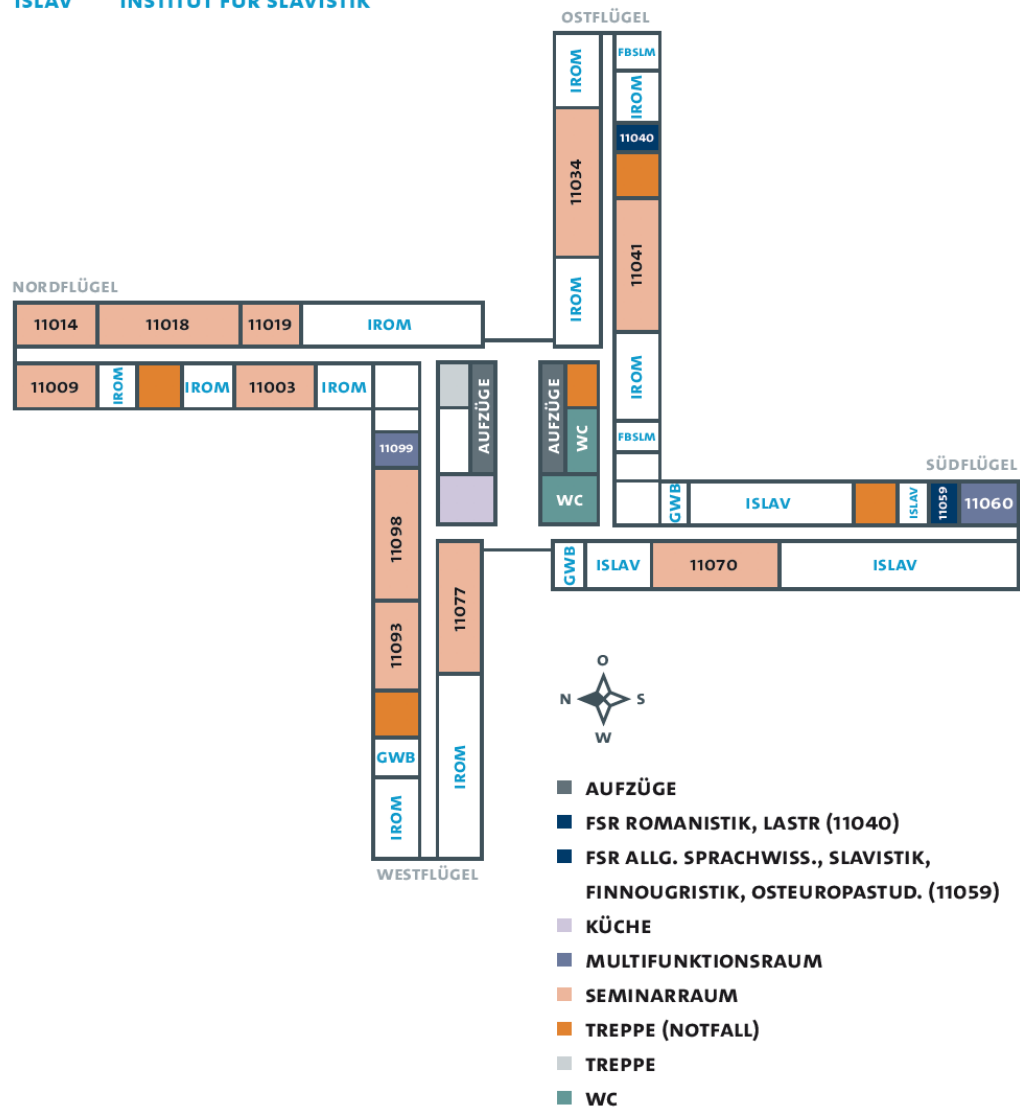 ISLAV INSTITUT FÜR SLAVISTIK
OSTFLÜGEL
IROM
FBSLM
IROM
11040
11034
11041
IROM
IROM
FBSLM
NORDFLÜGEL
11014
11018
11019
IROM
11009
IROM
IROM
11003
IROM
AUFZÜGE
AUFZÜGE
WC
WC
11099
11098
11093
GWB
IROM
11077
IROM
WESTFLÜGEL
SÜDFLÜGEL
GWB
ISLAV
ISLAV
11059
11060
GWB
ISLAV
11070
ISLAV
O
N S
W
AUFZÜGE
FSR ROMANISTIK, LASTR (11040)
FSR ALLG. SPRACHWISS., SLAVISTIK,
FINNOUGRISTIK, OSTEUROPASTUD. (11059)
KÜCHE
MULTIFUNKTIONSRAUM
SEMINARRAUM
TREPPE (NOTFALL)
TREPPE
WC